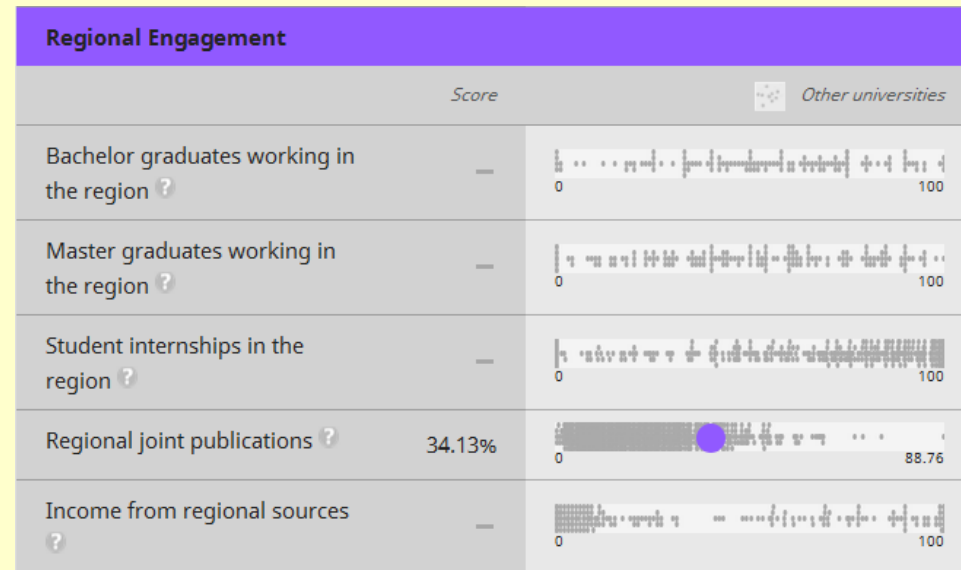 Regional Engagement
Score Other universities
Bachelor graduates working in
the region ? –
0 100
Master graduates working in
the region ? –
0 100
Student internships in the
region ? –
0 100
Regional joint publications ? 34.13%
0 88.76
Income from regional sources
? –
0 100